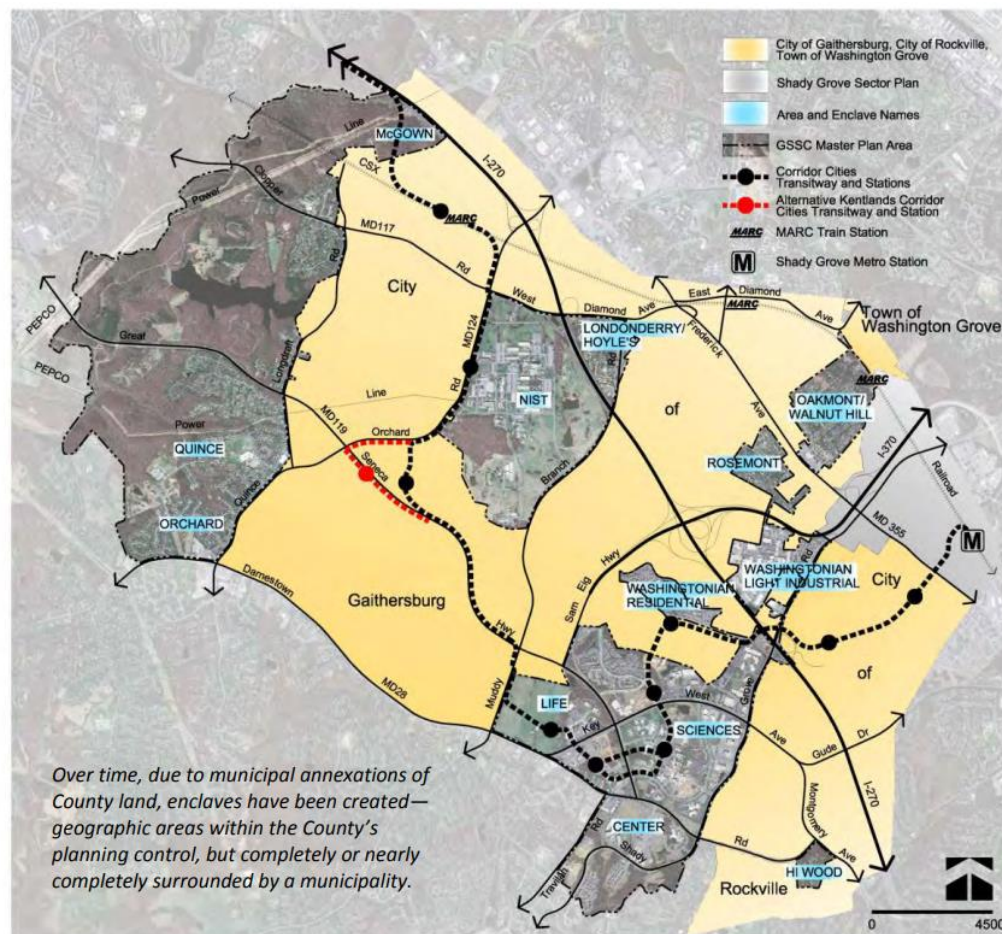 City of Gaithersburg, City of Rockville,
Town of Washington Grove
Shady Grove Sector Plan
Area and Enclave Names
GSSC Master Plan Area
Corridor Cities
Transitway and Stations
Alternative Kentlands Corridor
Cities Transitway and Station
MARC
MARC Train Station
M
Shady Grove Metro Station
McGOWN
Line
I-270
CSX
Clopper
Power
MARC
MD117
Rd
Rd
City
West
Diamond
Ave
East
Diamond
Ave
MARC
Town of
Washington Grove
PEPCO
Great
PEPCO
Longdraft
MD124
Rd
LONDONDERRY/
HOYLE'S
Rd
Frederick
Ave
MARC
OAKMONT/
WALNUT HILL
NIST
of
Line
Power
MD119
Orchard
QUINCE
Seneca
Quince
ORCHARD
Branch
ROSEMONT
I-370
Railroad
MD 355
M
Darnestown
Gaithersburg
Hwy
Sam
Eig
Hwy
WASHINGTONIAN
LIGHT INDUSTRIAL
Rd
City
WASHINGTONIAN
RESIDENTIAL
MD28
Muddy
LIFE
Key
West
Ave
Grove
SCIENCES
of
Gude
Dr
I-270
Over time, due to municipal annexations of
County land, enclaves have been created—
geographic areas within the County's
planning control, but completely or nearly
completely surrounded by a municipality.
CENTER
Rd
Shady
Travilah
Rd
Montgomery
Ave
HI WOOD
Rockville
0
4500